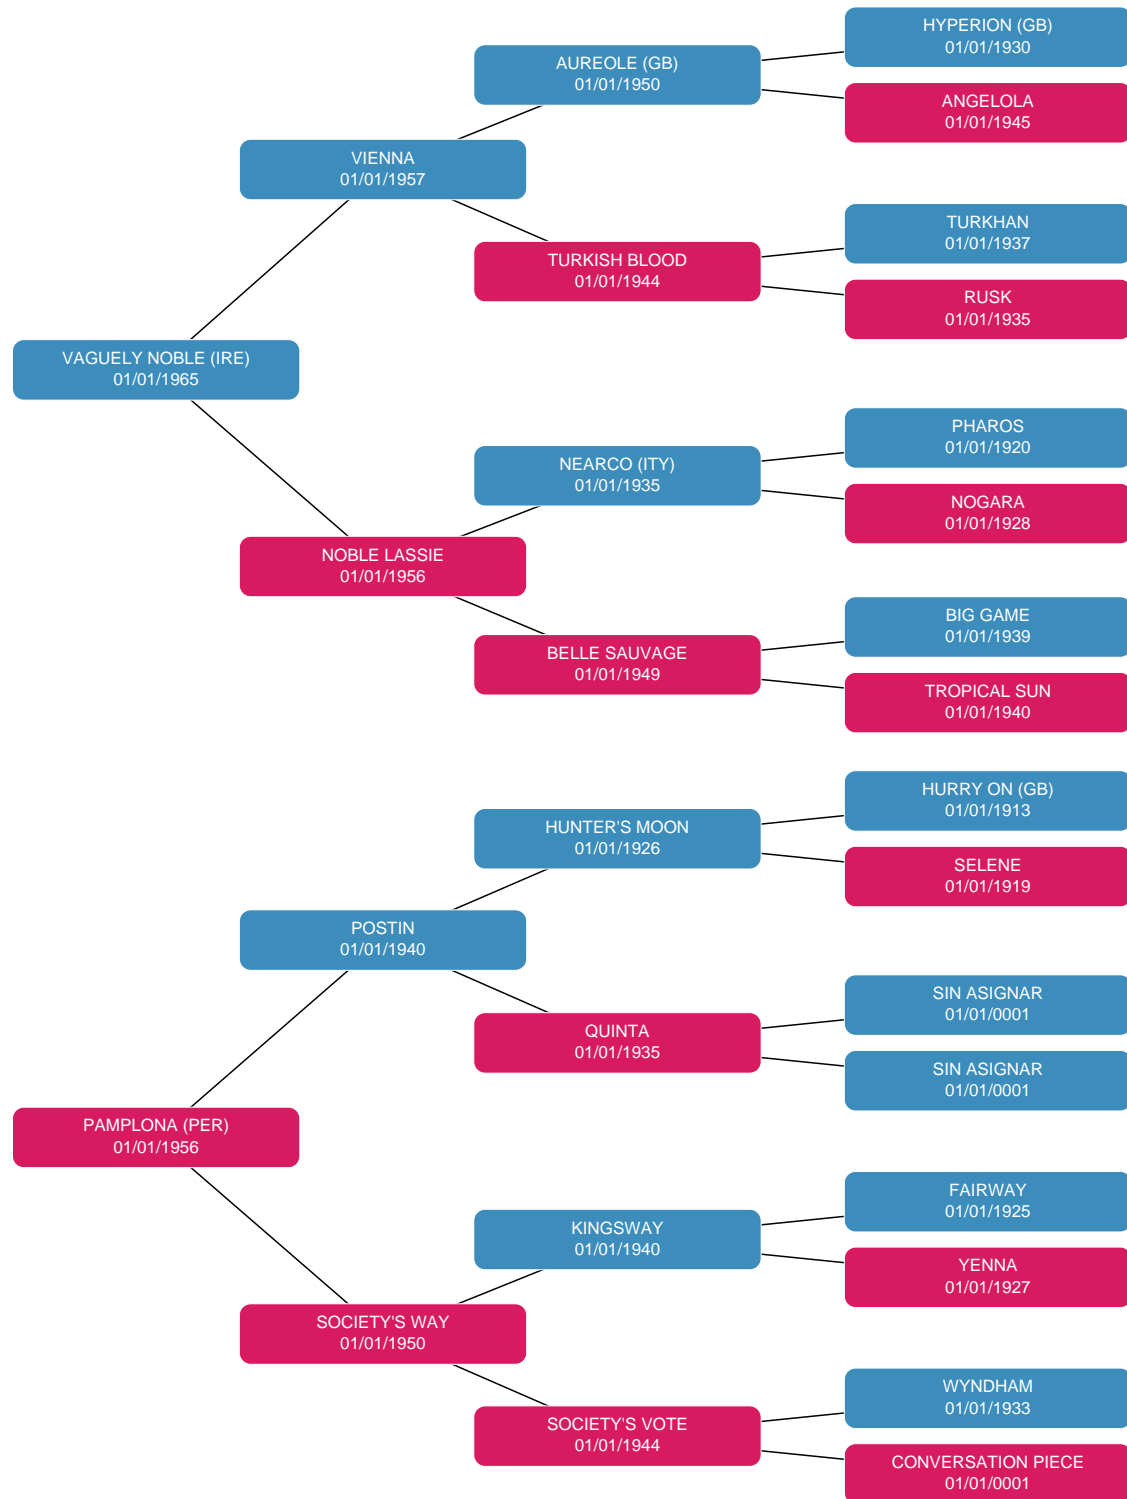 HYPERION (GB)
01/01/1930
AUREOLE (GB)
01/01/1950
ANGELOLA
01/01/1945
VIENNA
01/01/1957
TURKHAN
01/01/1937
TURKISH BLOOD
01/01/1944
RUSK
01/01/1935
VAGUELY NOBLE (IRE)
01/01/1965
PHAROS
01/01/1920
NEARCO (ITY)
01/01/1935
NOGARA
01/01/1928
NOBLE LASSIE
01/01/1956
BIG GAME
01/01/1939
BELLE SAUVAGE
01/01/1949
TROPICAL SUN
01/01/1940
HURRY ON (GB)
01/01/1913
HUNTER'S MOON
01/01/1926
SELENE
01/01/1919
POSTIN
01/01/1940
SIN ASIGNAR
01/01/0001
QUINTA
01/01/1935
SIN ASIGNAR
01/01/0001
PAMPLONA (PER)
01/01/1956
FAIRWAY
01/01/1925
KINGSWAY
01/01/1940
YENNA
01/01/1927
SOCIETY'S WAY
01/01/1950
WYNDHAM
01/01/1933
SOCIETY'S VOTE
01/01/1944
CONVERSATION PIECE
01/01/0001